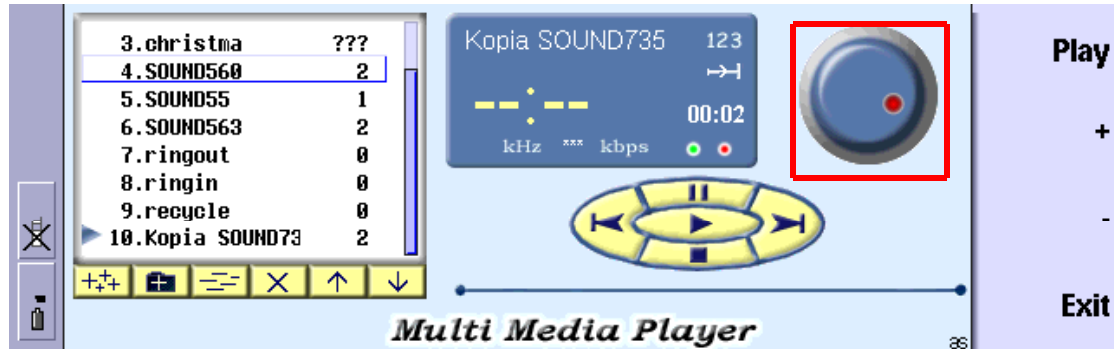 3.christma ???
4.SOUND560 2
5.SOUND55 1
6.SOUND563 2
7.ringout 0
8.ringin 0
9.recycle 0
10.Kopia SOUND73 2
Kopia SOUND735 123
--:-- 00:02
kHz *** kbps
Multi Media Player
æ
Play
+
-
Exit